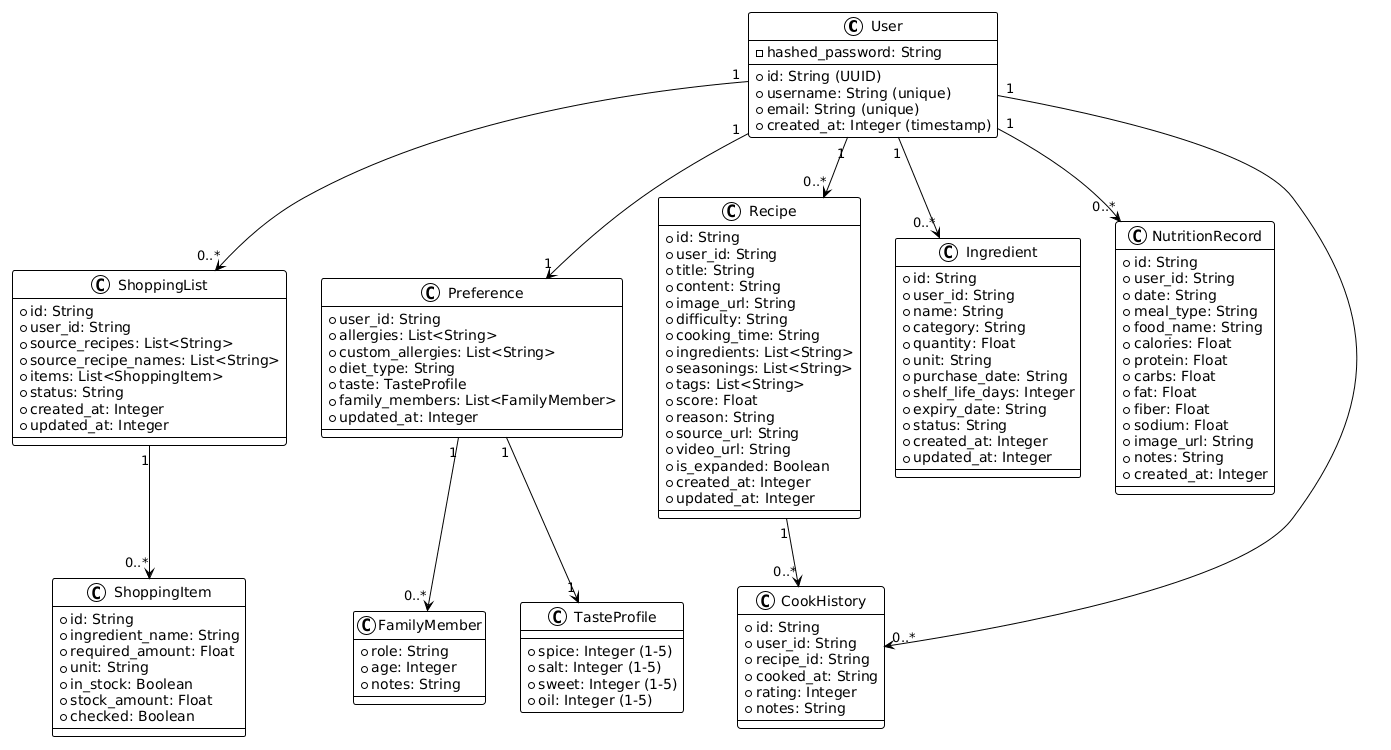 C User
hashed_password: String
id: String (UUID)
username: String (unique)
email: String (unique)
created_at: Integer (timestamp)
1
1
1
1
1
1
0..*
1
0..*
0..*
0..*
0..*
C ShoppingList
id: String
user_id: String
source_recipes: List<String>
source_recipe_names: List<String>
items: List<ShoppingItem>
status: String
created_at: Integer
updated_at: Integer
C Preference
user_id: String
allergies: List<String>
custom_allergies: List<String>
diet_type: String
taste: TasteProfile
family_members: List<FamilyMember>
updated_at: Integer
C Recipe
id: String
user_id: String
title: String
content: String
image_url: String
difficulty: String
cooking_time: String
ingredients: List<String>
seasonings: List<String>
tags: List<String>
score: Float
reason: String
source_url: String
video_url: String
is_expanded: Boolean
created_at: Integer
updated_at: Integer
C Ingredient
id: String
user_id: String
name: String
category: String
quantity: Float
unit: String
purchase_date: String
shelf_life_days: Integer
expiry_date: String
status: String
created_at: Integer
updated_at: Integer
C NutritionRecord
id: String
user_id: String
date: String
meal_type: String
food_name: String
calories: Float
protein: Float
carbs: Float
fat: Float
fiber: Float
sodium: Float
image_url: String
notes: String
created_at: Integer
1
0..*
1
0..*
1
1
1
0..*
C ShoppingItem
id: String
ingredient_name: String
required_amount: Float
unit: String
in_stock: Boolean
stock_amount: Float
checked: Boolean
C FamilyMember
role: String
age: Integer
notes: String
C TasteProfile
spice: Integer (1-5)
salt: Integer (1-5)
sweet: Integer (1-5)
oil: Integer (1-5)
C CookHistory
id: String
user_id: String
recipe_id: String
cooked_at: String
rating: Integer
notes: String